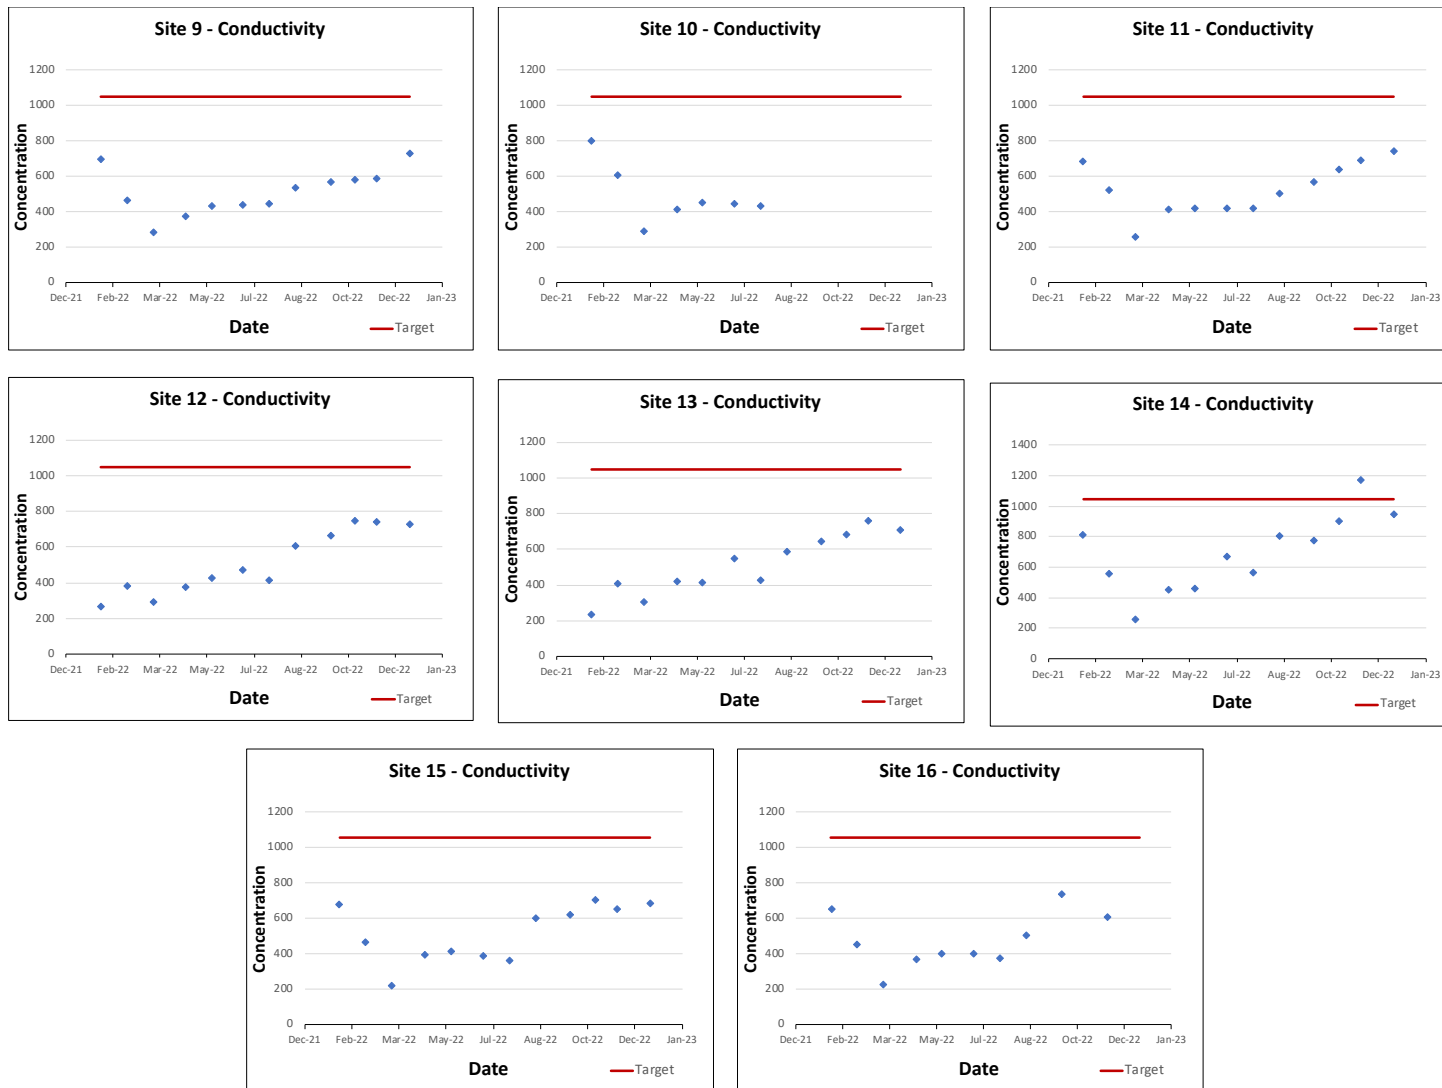 Site 9 - Conductivity
1200
1000
800
600
400
200
0
Concentration
Dec-21 Feb-22 Mar-22 May-22 Jul-22 Aug-22 Oct-22 Dec-22 Jan-23
Date
Target
Site 10 - Conductivity
1200
1000
800
600
400
200
0
Concentration
Dec-21 Feb-22 Mar-22 May-22 Jul-22 Aug-22 Oct-22 Dec-22 Jan-23
Date
Target
Site 11 - Conductivity
1200
1000
800
600
400
200
0
Concentration
Dec-21 Feb-22 Mar-22 May-22 Jul-22 Aug-22 Oct-22 Dec-22 Jan-23
Date
Target
Site 12 - Conductivity
1200
1000
800
600
400
200
0
Concentration
Dec-21 Feb-22 Mar-22 May-22 Jul-22 Aug-22 Oct-22 Dec-22 Jan-23
Date
Target
Site 13 - Conductivity
1200
1000
800
600
400
200
0
Concentration
Dec-21 Feb-22 Mar-22 May-22 Jul-22 Aug-22 Oct-22 Dec-22 Jan-23
Date
Target
Site 14 - Conductivity
1400
1200
1000
800
600
400
200
0
Concentration
Dec-21 Feb-22 Mar-22 May-22 Jul-22 Aug-22 Oct-22 Dec-22 Jan-23
Date
Target
Site 15 - Conductivity
1200
1000
800
600
400
200
0
Concentration
Dec-21 Feb-22 Mar-22 May-22 Jul-22 Aug-22 Oct-22 Dec-22 Jan-23
Date
Target
Site 16 - Conductivity
1200
1000
800
600
400
200
0
Concentration
Dec-21 Feb-22 Mar-22 May-22 Jul-22 Aug-22 Oct-22 Dec-22 Jan-23
Date
Target